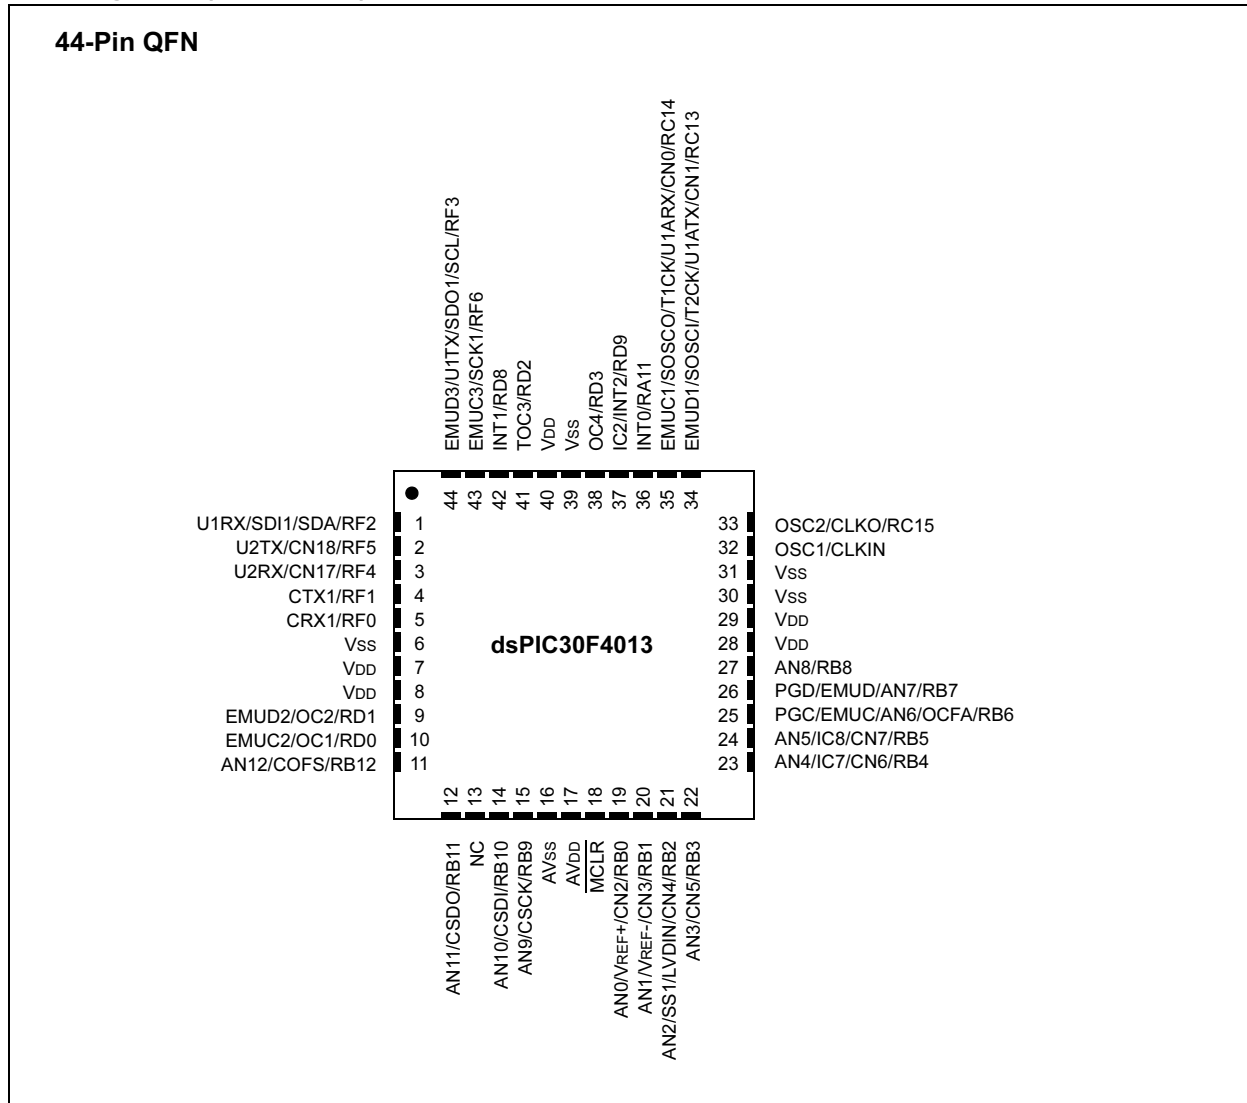 44-Pin QFN
EMUD3/U1TX/SDO1/SCL/RF3
EMUC3/SCK1/RF6
INT1/RD8
TOC3/RD2
VDD
VSS
OC4/RD3
IC2/INT2/RD9
INT0/RA11
EMUC1/SOSCO/T1CK/U1ARX/CN0/RC14
EMUD1/SOSCI/T2CK/U1ATX/CN1/RC13
44
43
42
41
40
39
38
37
36
35
34
U1RX/SDI1/SDA/RF2 1
U2TX/CN18/RF5 2
U2RX/CN17/RF4 3
CTX1/RF1 4
CRX1/RF0 5
VSS 6
VDD 7
VDD 8
EMUD2/OC2/RD1 9
EMUC2/OC1/RD0 10
AN12/COFS/RB12 11
dsPIC30F4013
33 OSC2/CLKO/RC15
32 OSC1/CLKIN
31 VSS
30 VSS
29 VDD
28 VDD
27 AN8/RB8
26 PGD/EMUD/AN7/RB7
25 PGC/EMUC/AN6/OCFA/RB6
24 AN5/IC8/CN7/RB5
23 AN4/IC7/CN6/RB4
12
13
14
15
16
17
18
19
20
21
22
AN11/CSDO/RB11
NC
AN10/CSDI/RB10
AN9/CSCK/RB9
AVSS
AVDD
MCLR
AN0/VREF+/CN2/RB0
AN1/VREF-/CN3/RB1
AN2/SS1/LVDIN/CN4/RB2
AN3/CN5/RB3